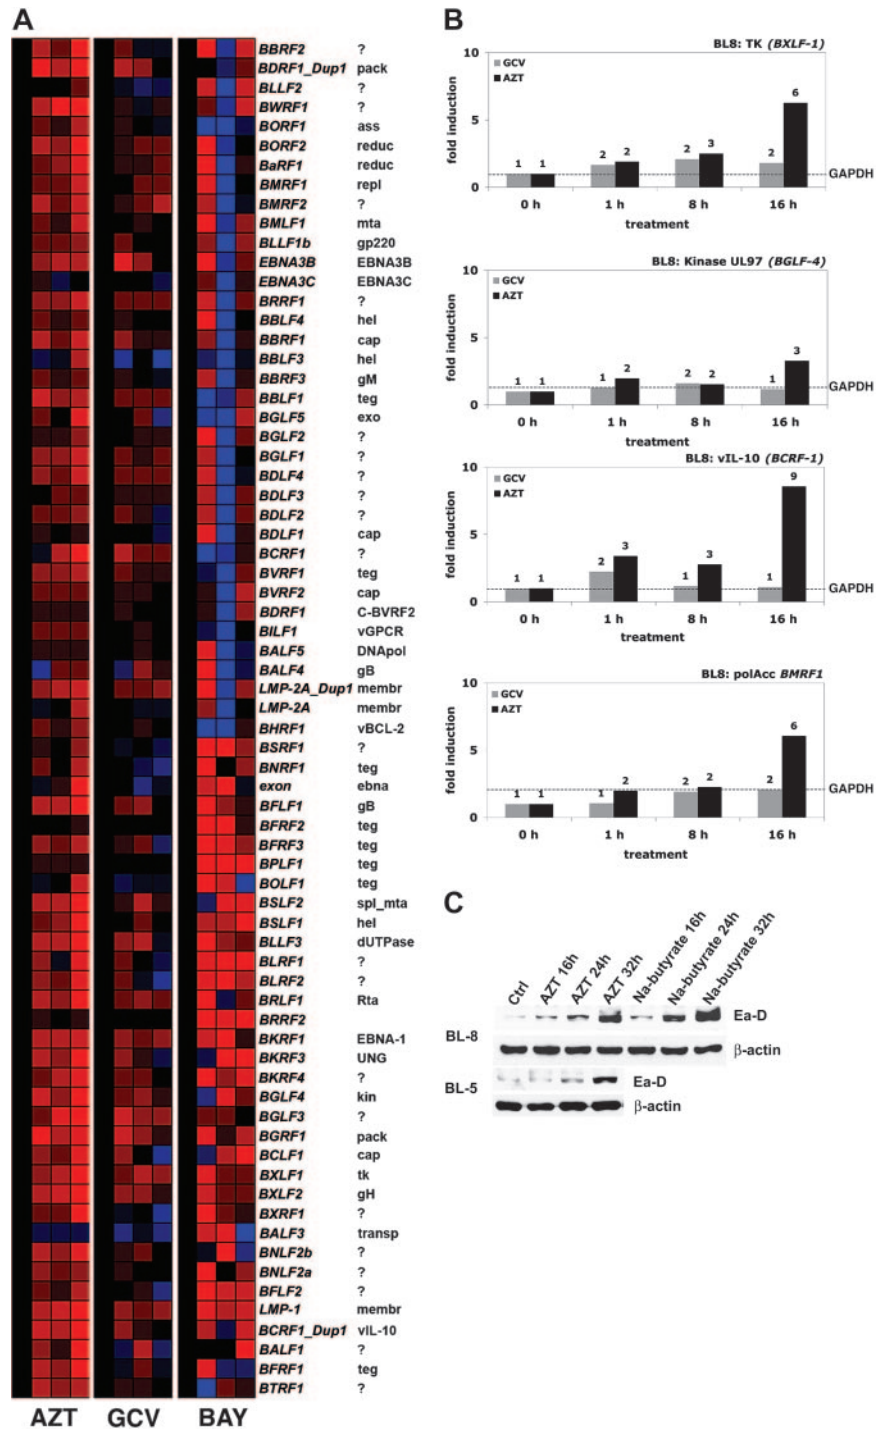 A
BBRF2 ?
BDRF1_Dup1 pack
BLLF2 ?
BWRF1 ?
BORF1 ass
BORF2 reduc
BaRF1 reduc
BMRF1 repl
BMRF2 ?
BMLF1 mta
BLLF1b gp220
EBNA3B EBNA3B
EBNA3C EBNA3C
BRRF1 ?
BBLF4 hel
BBRF1 cap
BBLF3 hel
BBRF3 gM
BBLF1 teg
BGLF5 exo
BGLF2 ?
BGLF1 ?
BDLF4 ?
BDLF3 ?
BDLF2 ?
BDLF1 cap
BCRF1 ?
BVRF1 teg
BVRF2 cap
BDRF1 C-BVRF2
BILF1 vGPCR
BALF5 DNApol
BALF4 gB
LMP-2A_Dup1 membr
LMP-2A membr
BHRF1 vBCL-2
BSRF1 ?
BNRF1 teg
exon ebna
BFLF1 gB
BFRF2 teg
BFRF3 teg
BPLF1 teg
BOLF1 teg
BSLF2 spl_mta
BSLF1 hel
BLLF3 dUTPase
BLRF1 ?
BLRF2 ?
BRLF1 Rta
BRRF2
BKRF1 EBNA-1
BKRF3 UNG
BKRF4 ?
BGLF4 kin
BGLF3 ?
BGRF1 pack
BCLF1 cap
BXLF1 tk
BXLF2 gH
BXRF1 ?
BALF3 transp
BNLF2b ?
BNLF2a ?
BFLF2 ?
LMP-1 membr
BCRF1_Dup1 vIL-10
BALF1 ?
BFRF1 teg
BTRF1 ?
AZT GCV BAY
B
BL8: TK (BXLF-1)
fold induction
10
5
0
GCV
AZT
1 1 2 2 2 3 2 6
GAPDH
0 h 1 h 8 h 16 h
treatment
BL8: Kinase UL97 (BGLF-4)
fold induction
10
5
0
GCV
AZT
1 1 1 2 2 2 1 3
GAPDH
0 h 1 h 8 h 16 h
treatment
BL8: vIL-10 (BCRF-1)
fold induction
10
5
0
GCV
AZT
1 1 2 3 1 3 1 9
GAPDH
0 h 1 h 8 h 16 h
treatment
BL8: polAcc BMRF1
fold induction
10
5
0
GCV
AZT
1 1 1 2 2 2 2 6
GAPDH
0 h 1 h 8 h 16 h
treatment
C
Ctrl AZT 16h AZT 24h AZT 32h Na-butyrate 16h Na-butyrate 24h Na-butyrate 32h
BL-8
Ea-D
β-actin
BL-5
Ea-D
β-actin